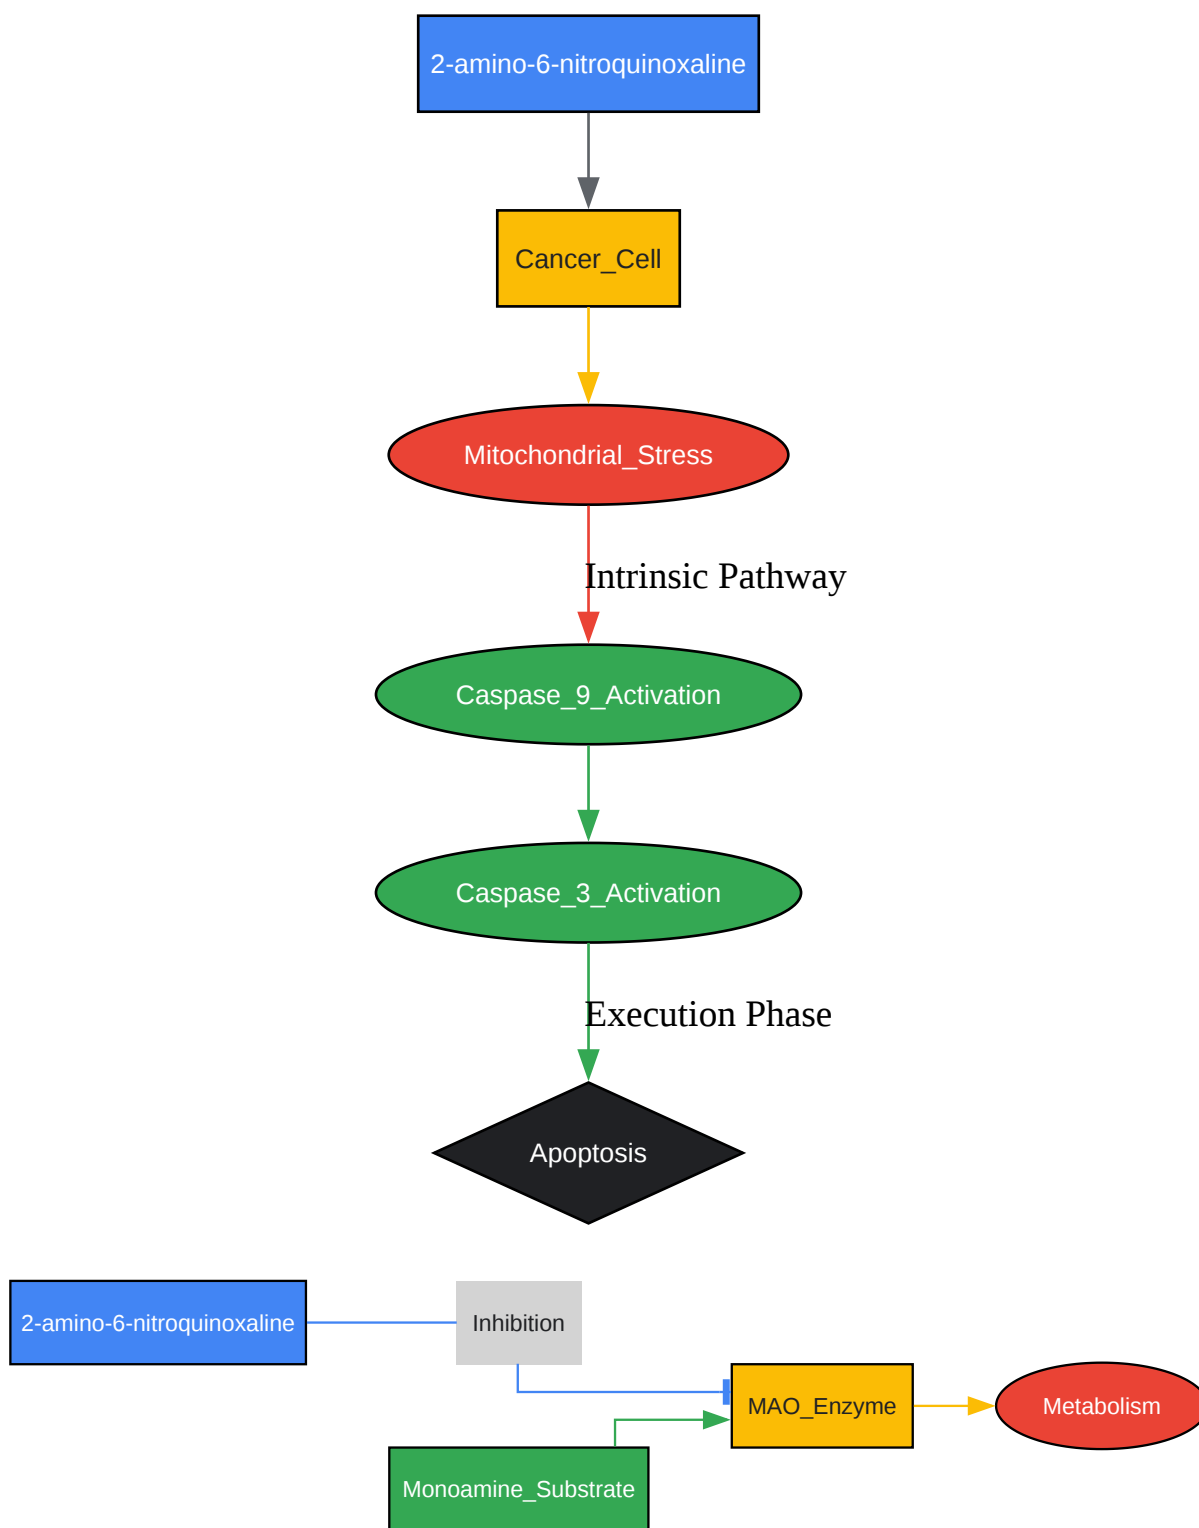 2-amino-6-nitroquinoxaline
Cancer_Cell
Mitochondrial_Stress
Intrinsic Pathway
Caspase_9_Activation
Caspase_3_Activation
Execution Phase
Apoptosis
2-amino-6-nitroquinoxaline
Inhibition
MAO_Enzyme
Metabolism
Monoamine_Substrate